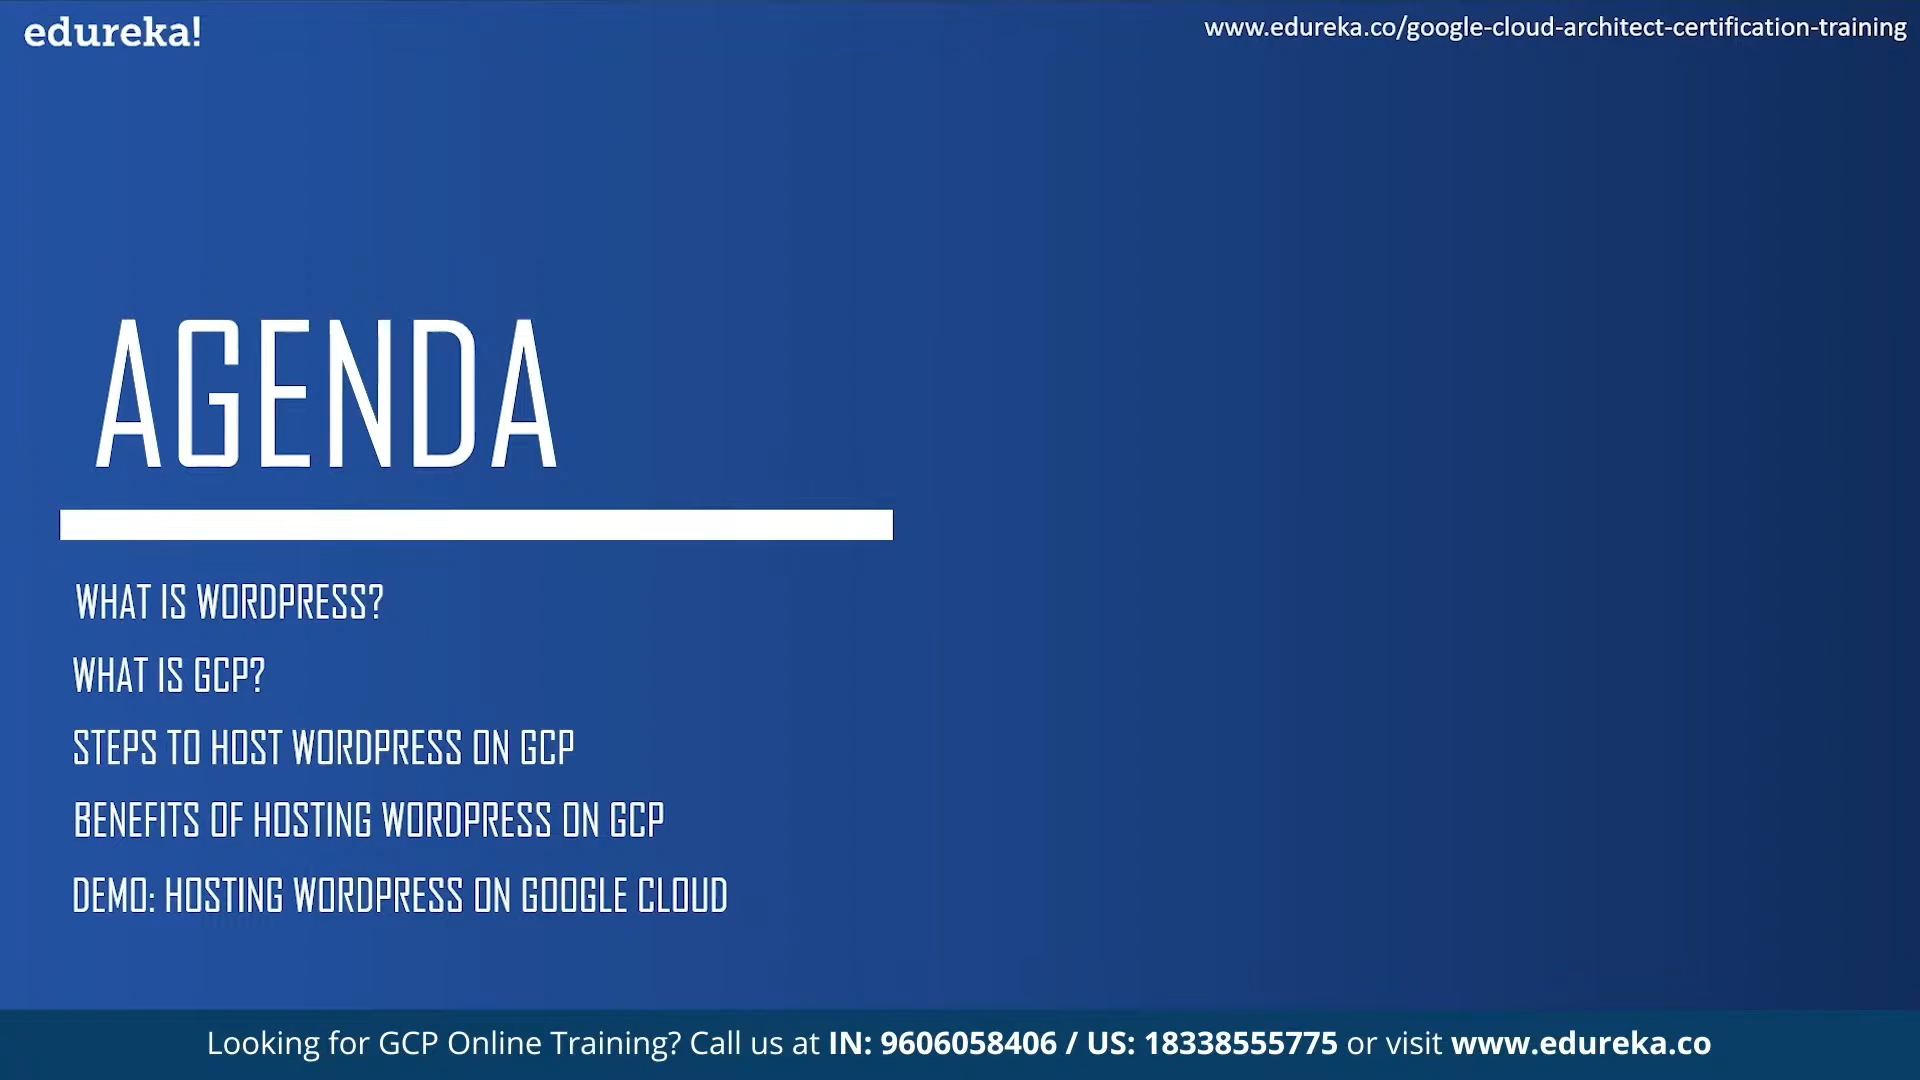 edureka!
www.edureka.co/google-cloud-architect-certification-training
AGENDA
WHAT IS WORDPRESS?
WHAT IS GCP?
STEPS TO HOST WORDPRESS ON GCP
BENEFITS OF HOSTING WORDPRESS ON GCP
DEMO: HOSTING WORDPRESS ON GOOGLE CLOUD
Looking for GCP Online Training? Call us at IN: 9606058406 / US: 18338555775 or visit www.edureka.co